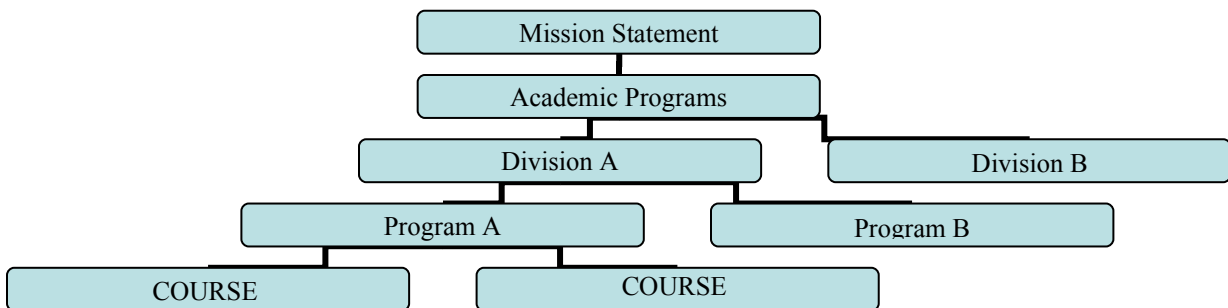 Mission Statement
Academic Programs
Division A
Division B
Program A
Program B
COURSE
COURSE